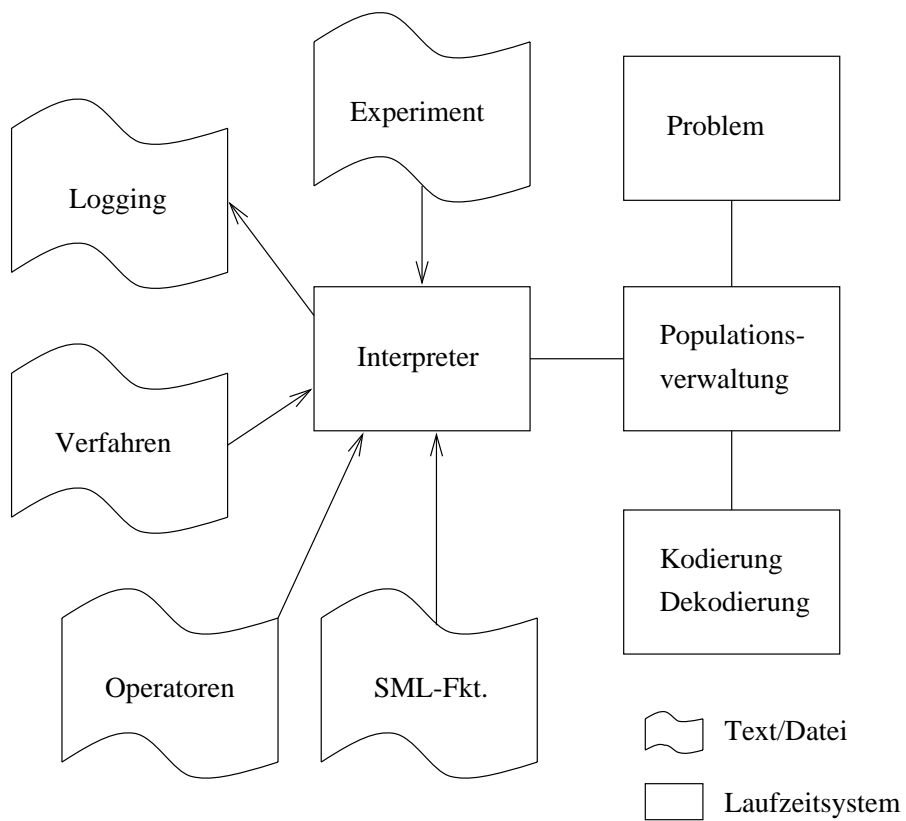 Experiment
Problem
Logging
Interpreter
Populations-
verwaltung
Verfahren
Kodierung
Dekodierung
Operatoren
SML-Fkt.
Text/Datei
Laufzeitsystem